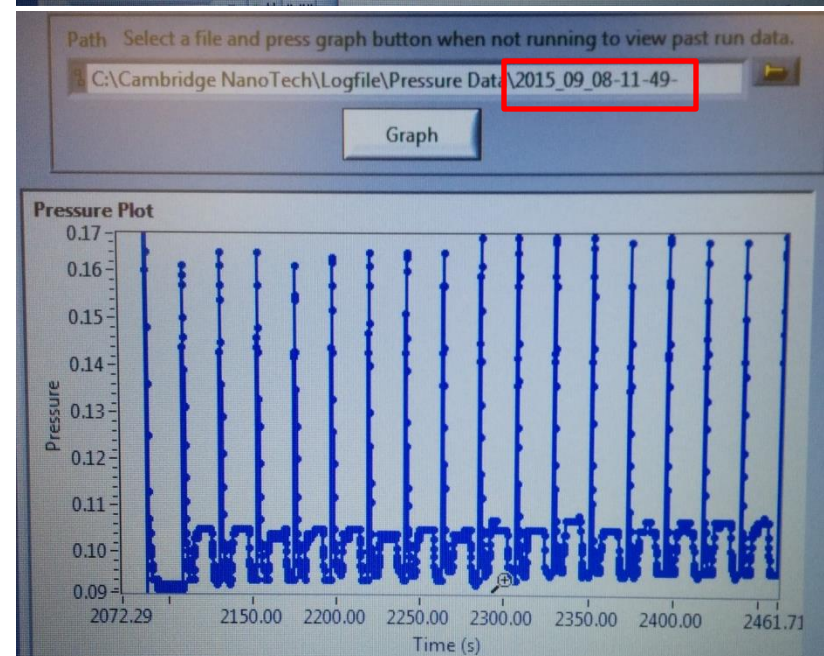 Path Select a file and press graph button when not running to view past run data.
C:\Cambridge NanoTech\Logfile\Pressure Data\2015_09_08-11-49-
Graph
Pressure Plot
0.17
0.16
0.15
0.14
0.13
0.12
0.11
0.10
0.09
Pressure
2072.29 2150.00 2200.00 2250.00 2300.00 2350.00 2400.00 2461.71
Time (s)